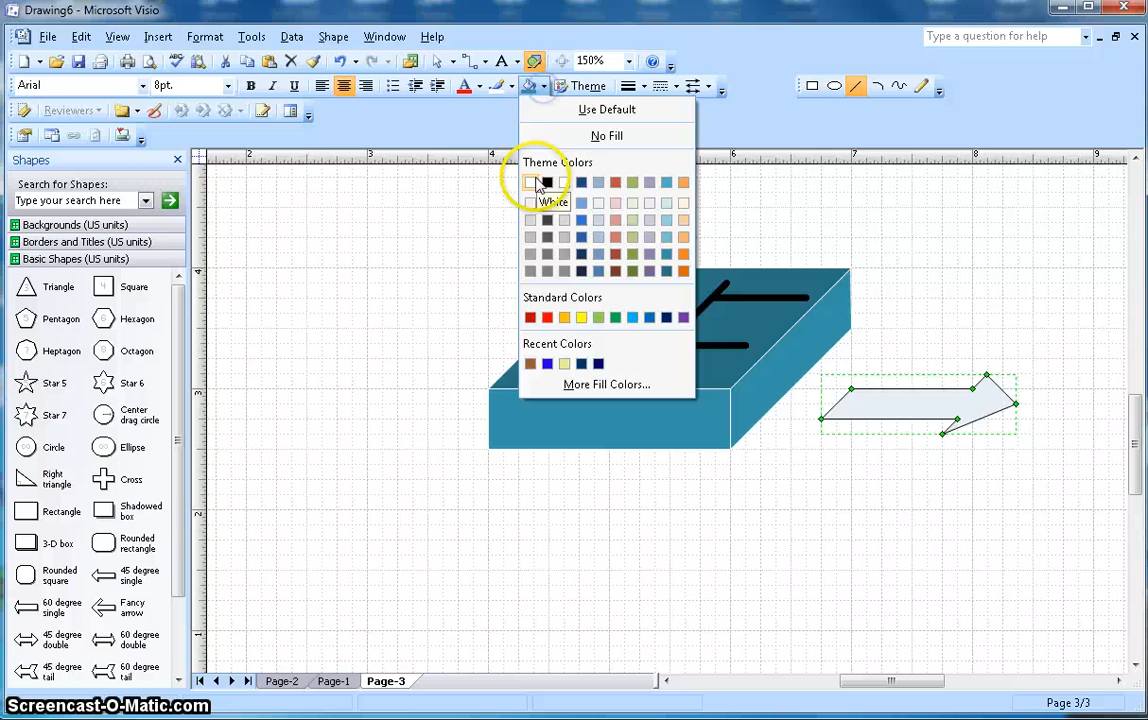 Drawing6 - Microsoft Visio
File Edit View Insert Format Tools Data Shape Window Help
Type a question for help
A 150%
Arial 8pt. B I U A Theme
Reviewers
4 6 7 8 9
Shapes
Search for Shapes:
Type your search here
Backgrounds (US units)
Borders and Titles (US units)
Basic Shapes (US units)
Triangle Square
Pentagon Hexagon
Heptagon Octagon
Star 5 Star 6
Star 7 Center drag circle
Circle Ellipse
Right triangle Cross
Rectangle Shadowed box
3-D box Rounded rectangle
Rounded square 45 degree single
60 degree single Fancy arrow
45 degree double 60 degree double
45 degree tail 60 degree tail
Use Default
No Fill
Theme Colors
White
Standard Colors
Recent Colors
More Fill Colors...
2 3
4
3
2
1
Page-2 Page-1 Page-3
Page 3/3
Screencast-O-Matic.com